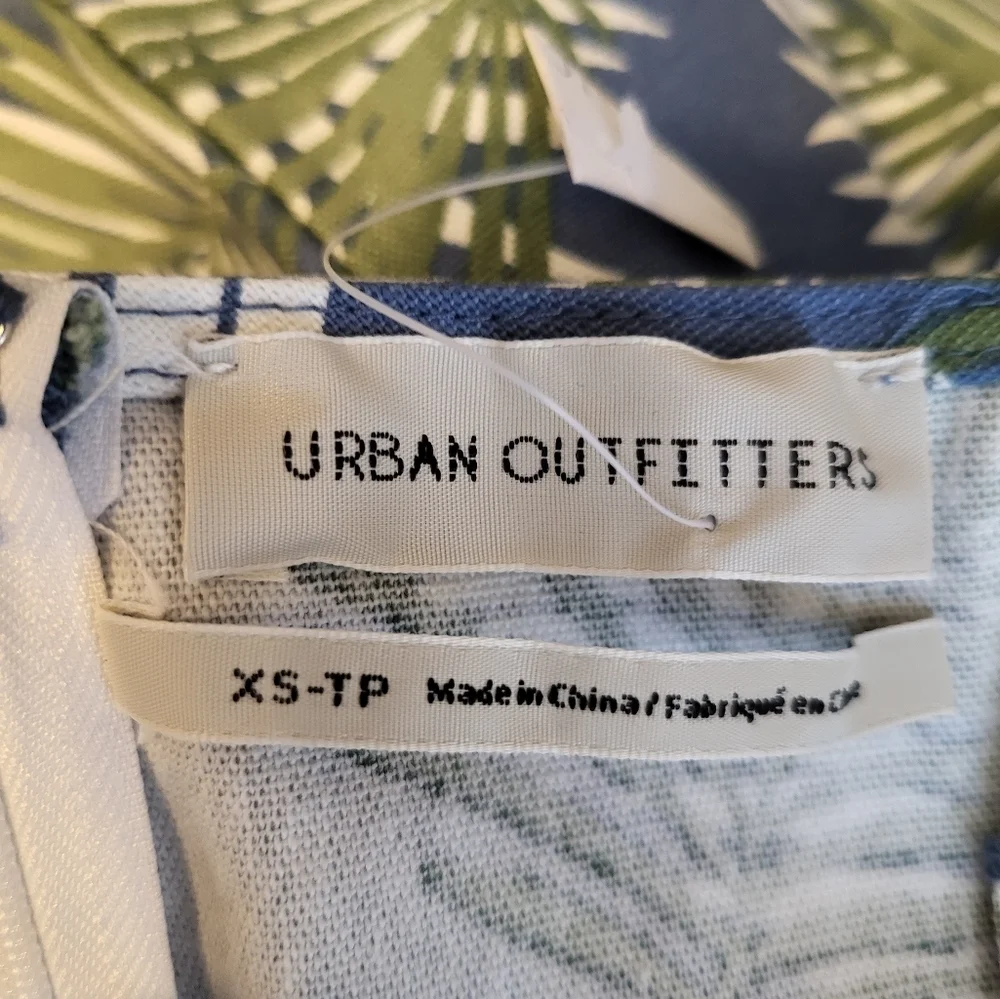 URBAN OUTFITTERS
XS-TP Made in China / Fabriqué en